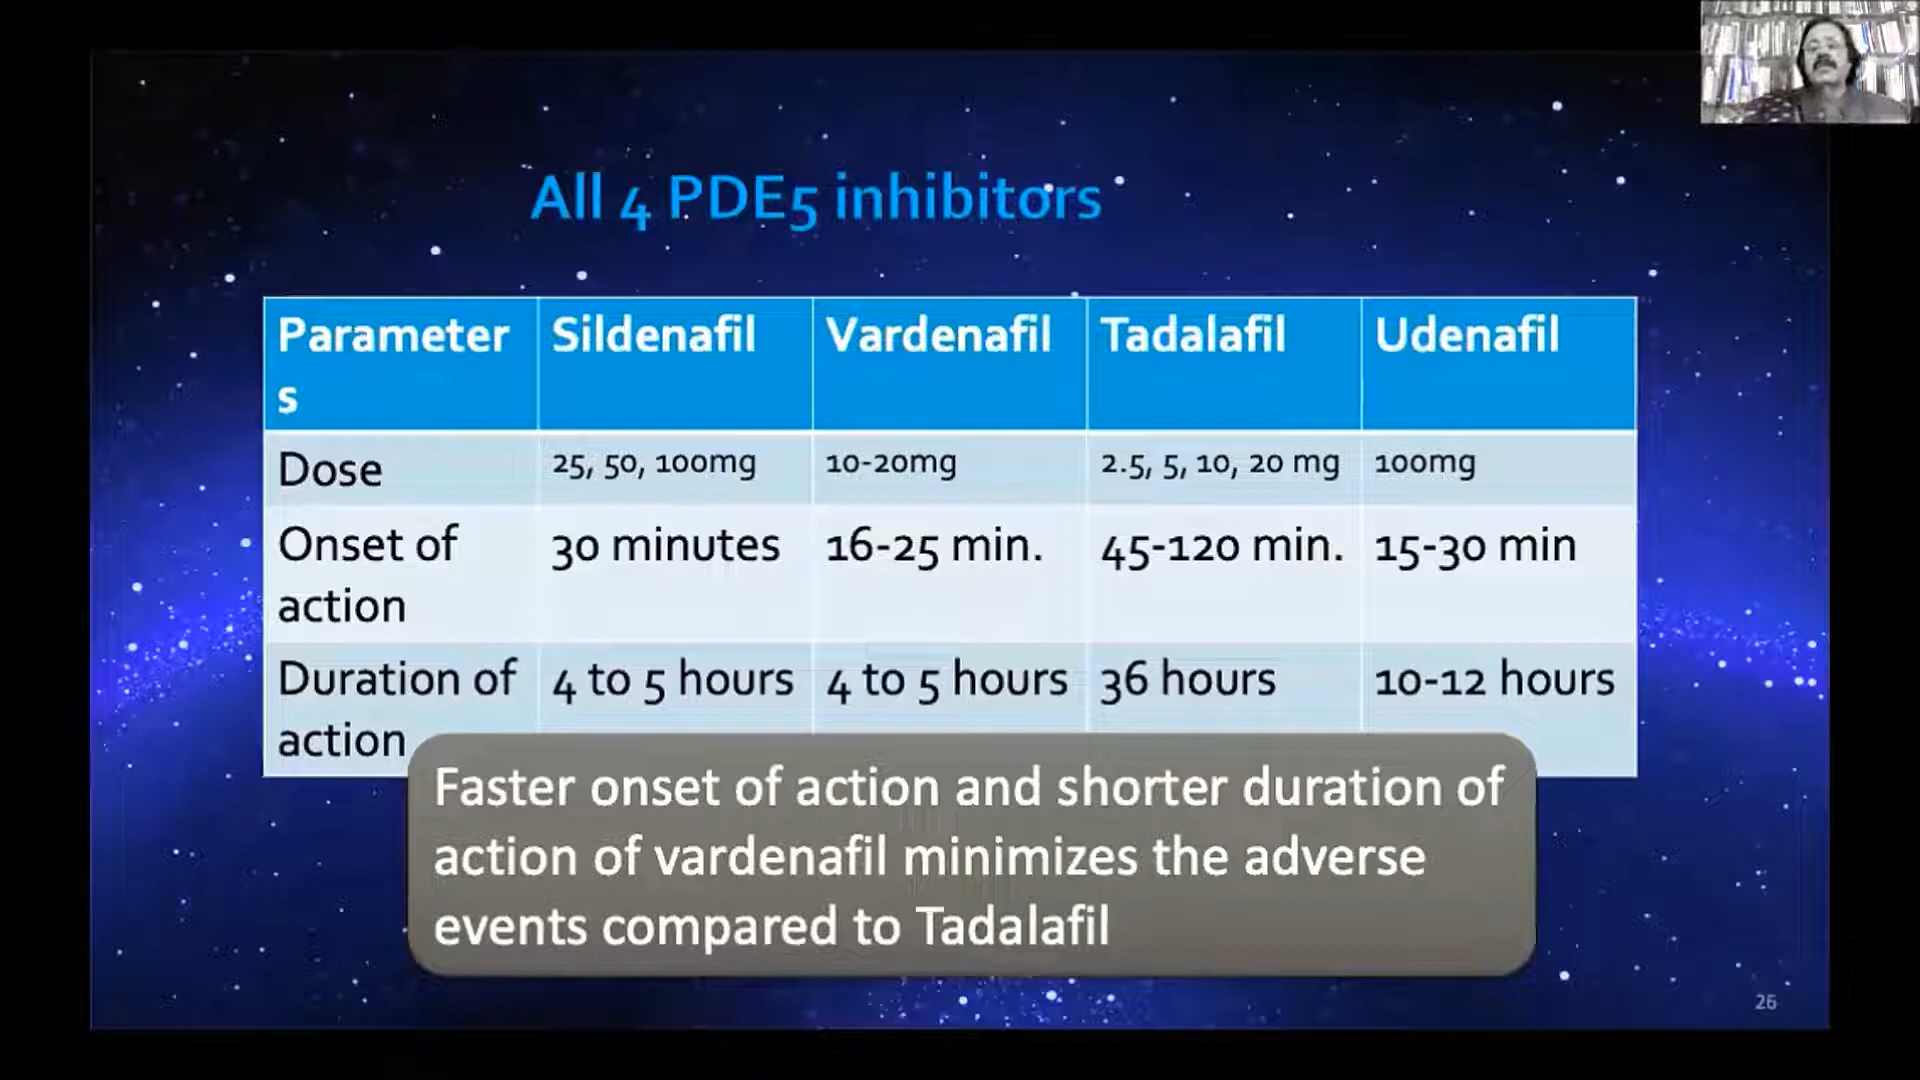 All 4 PDE5 inhibitors
Parameter Sildenafil Vardenafil Tadalafil Udenafil
s
Dose 25, 50, 100mg 10-20mg 2.5, 5, 10, 20 mg 100mg
Onset of 30 minutes 16-25 min. 45-120 min. 15-30 min
action
Duration of 4 to 5 hours 4 to 5 hours 36 hours 10-12 hours
action
Faster onset of action and shorter duration of
action of vardenafil minimizes the adverse
events compared to Tadalafil
26